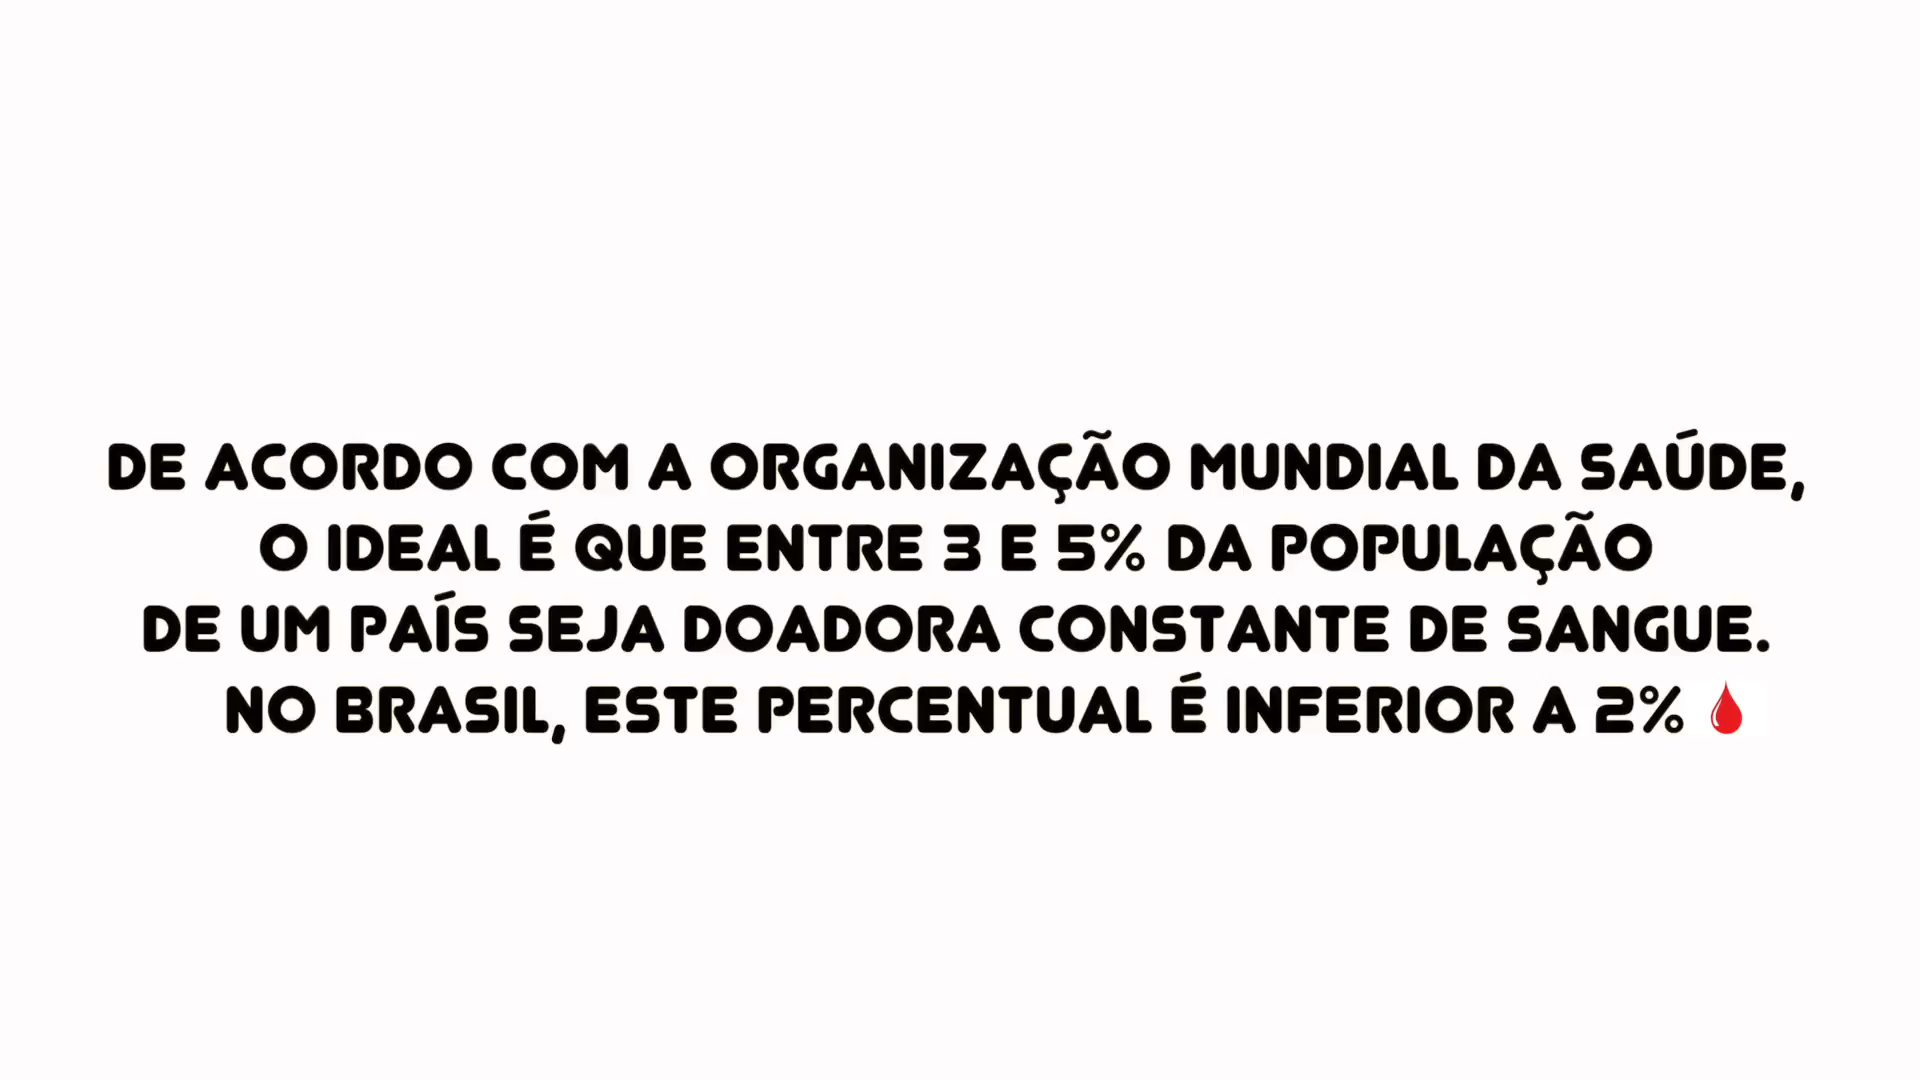 DE ACORDO COM A ORGANIZAÇÃO MUNDIAL DA SAÚDE,
O IDEAL É QUE ENTRE 3 E 5% DA POPULAÇÃO
DE UM PAÍS SEJA DOADORA CONSTANTE DE SANGUE.
NO BRASIL, ESTE PERCENTUAL É INFERIOR A 2% 🩸